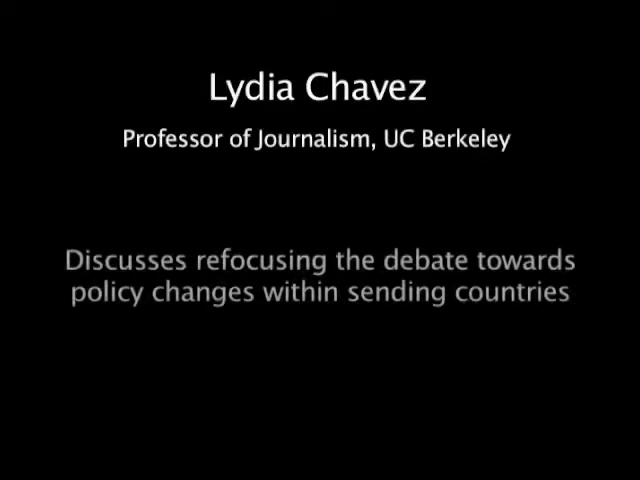 Lydia Chavez
Professor of Journalism, UC Berkeley
Discusses refocusing the debate towards
policy changes within sending countries